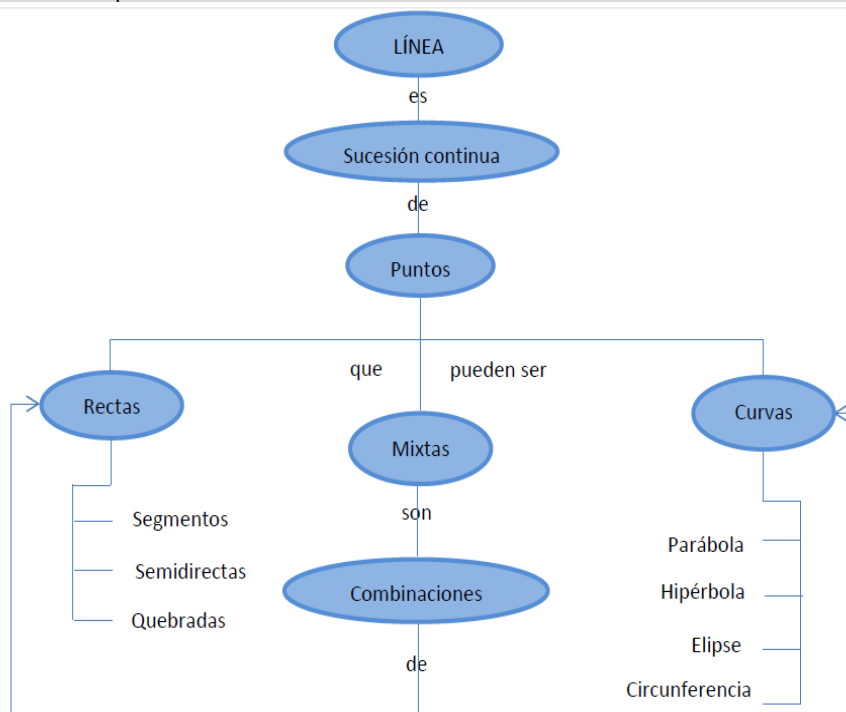 LÍNEA
es
Sucesión continua
de
Puntos
que pueden ser
Rectas
Mixtas
Curvas
son
Segmentos
Semidirectas
Quebradas
Combinaciones
de
Parábola
Hipérbola
Elipse
Circunferencia